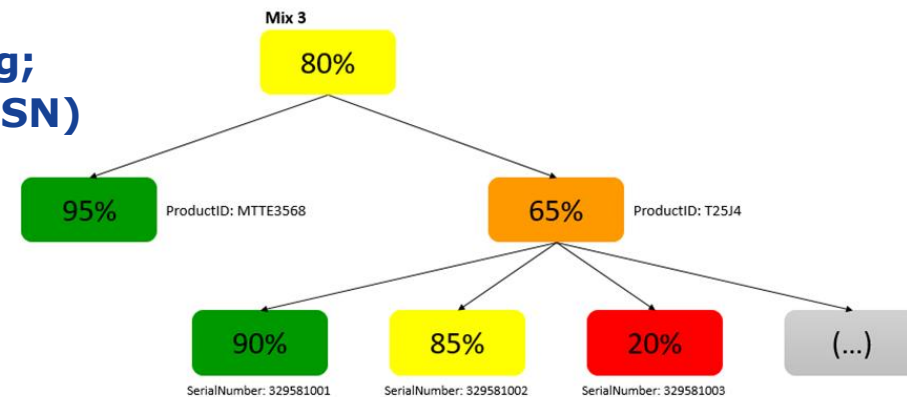 Mix 3
g;
SN)
80%
95%
ProductID: MTTE3568
65%
ProductID: T25J4
90%
85%
20%
(...)
SerialNumber: 329581001
SerialNumber: 329581002
SerialNumber: 329581003